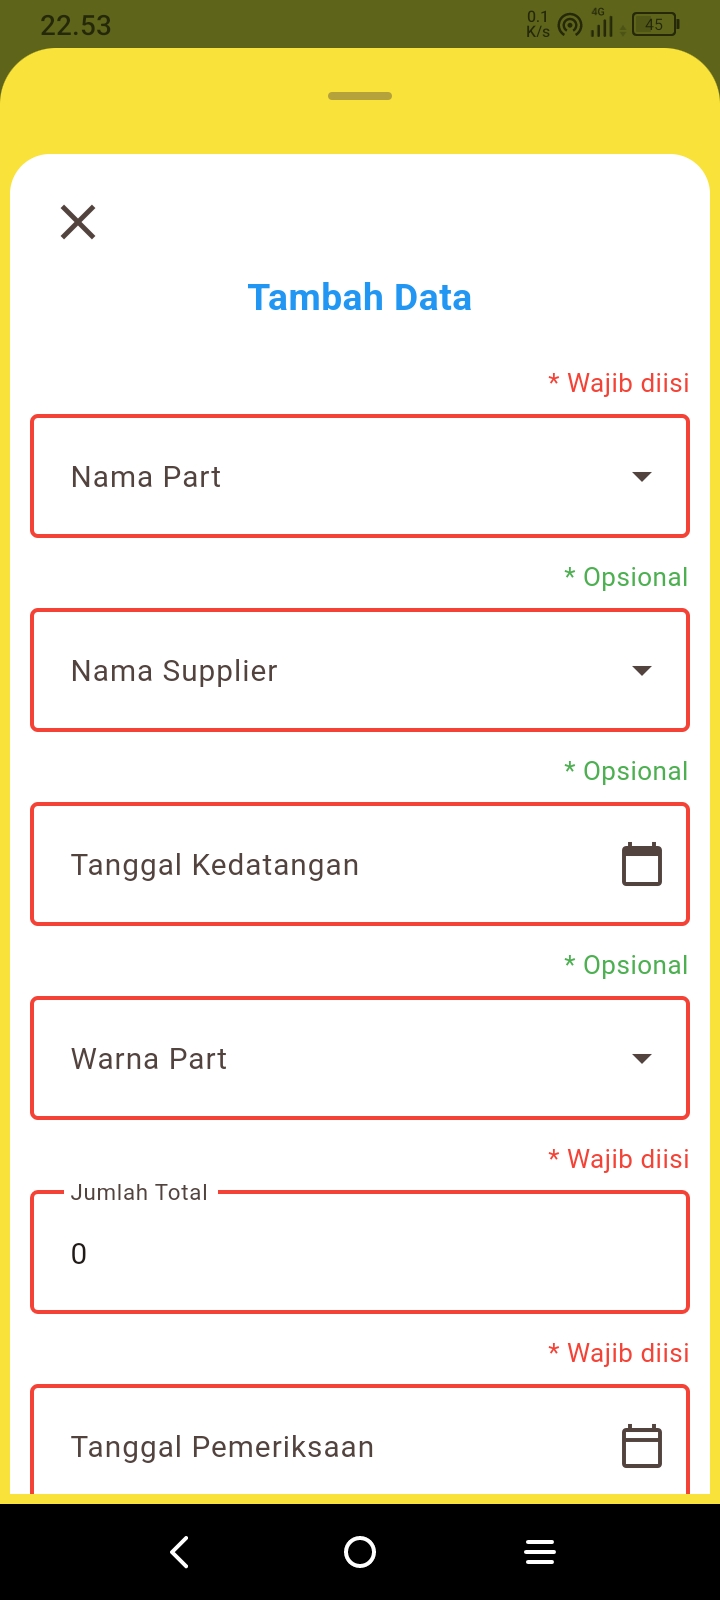 22.53
0.1
K/s
4G
45
Tambah Data
* Wajib diisi
Nama Part
* Opsional
Nama Supplier
* Opsional
Tanggal Kedatangan
* Opsional
Warna Part
* Wajib diisi
Jumlah Total
0
* Wajib diisi
Tanggal Pemeriksaan